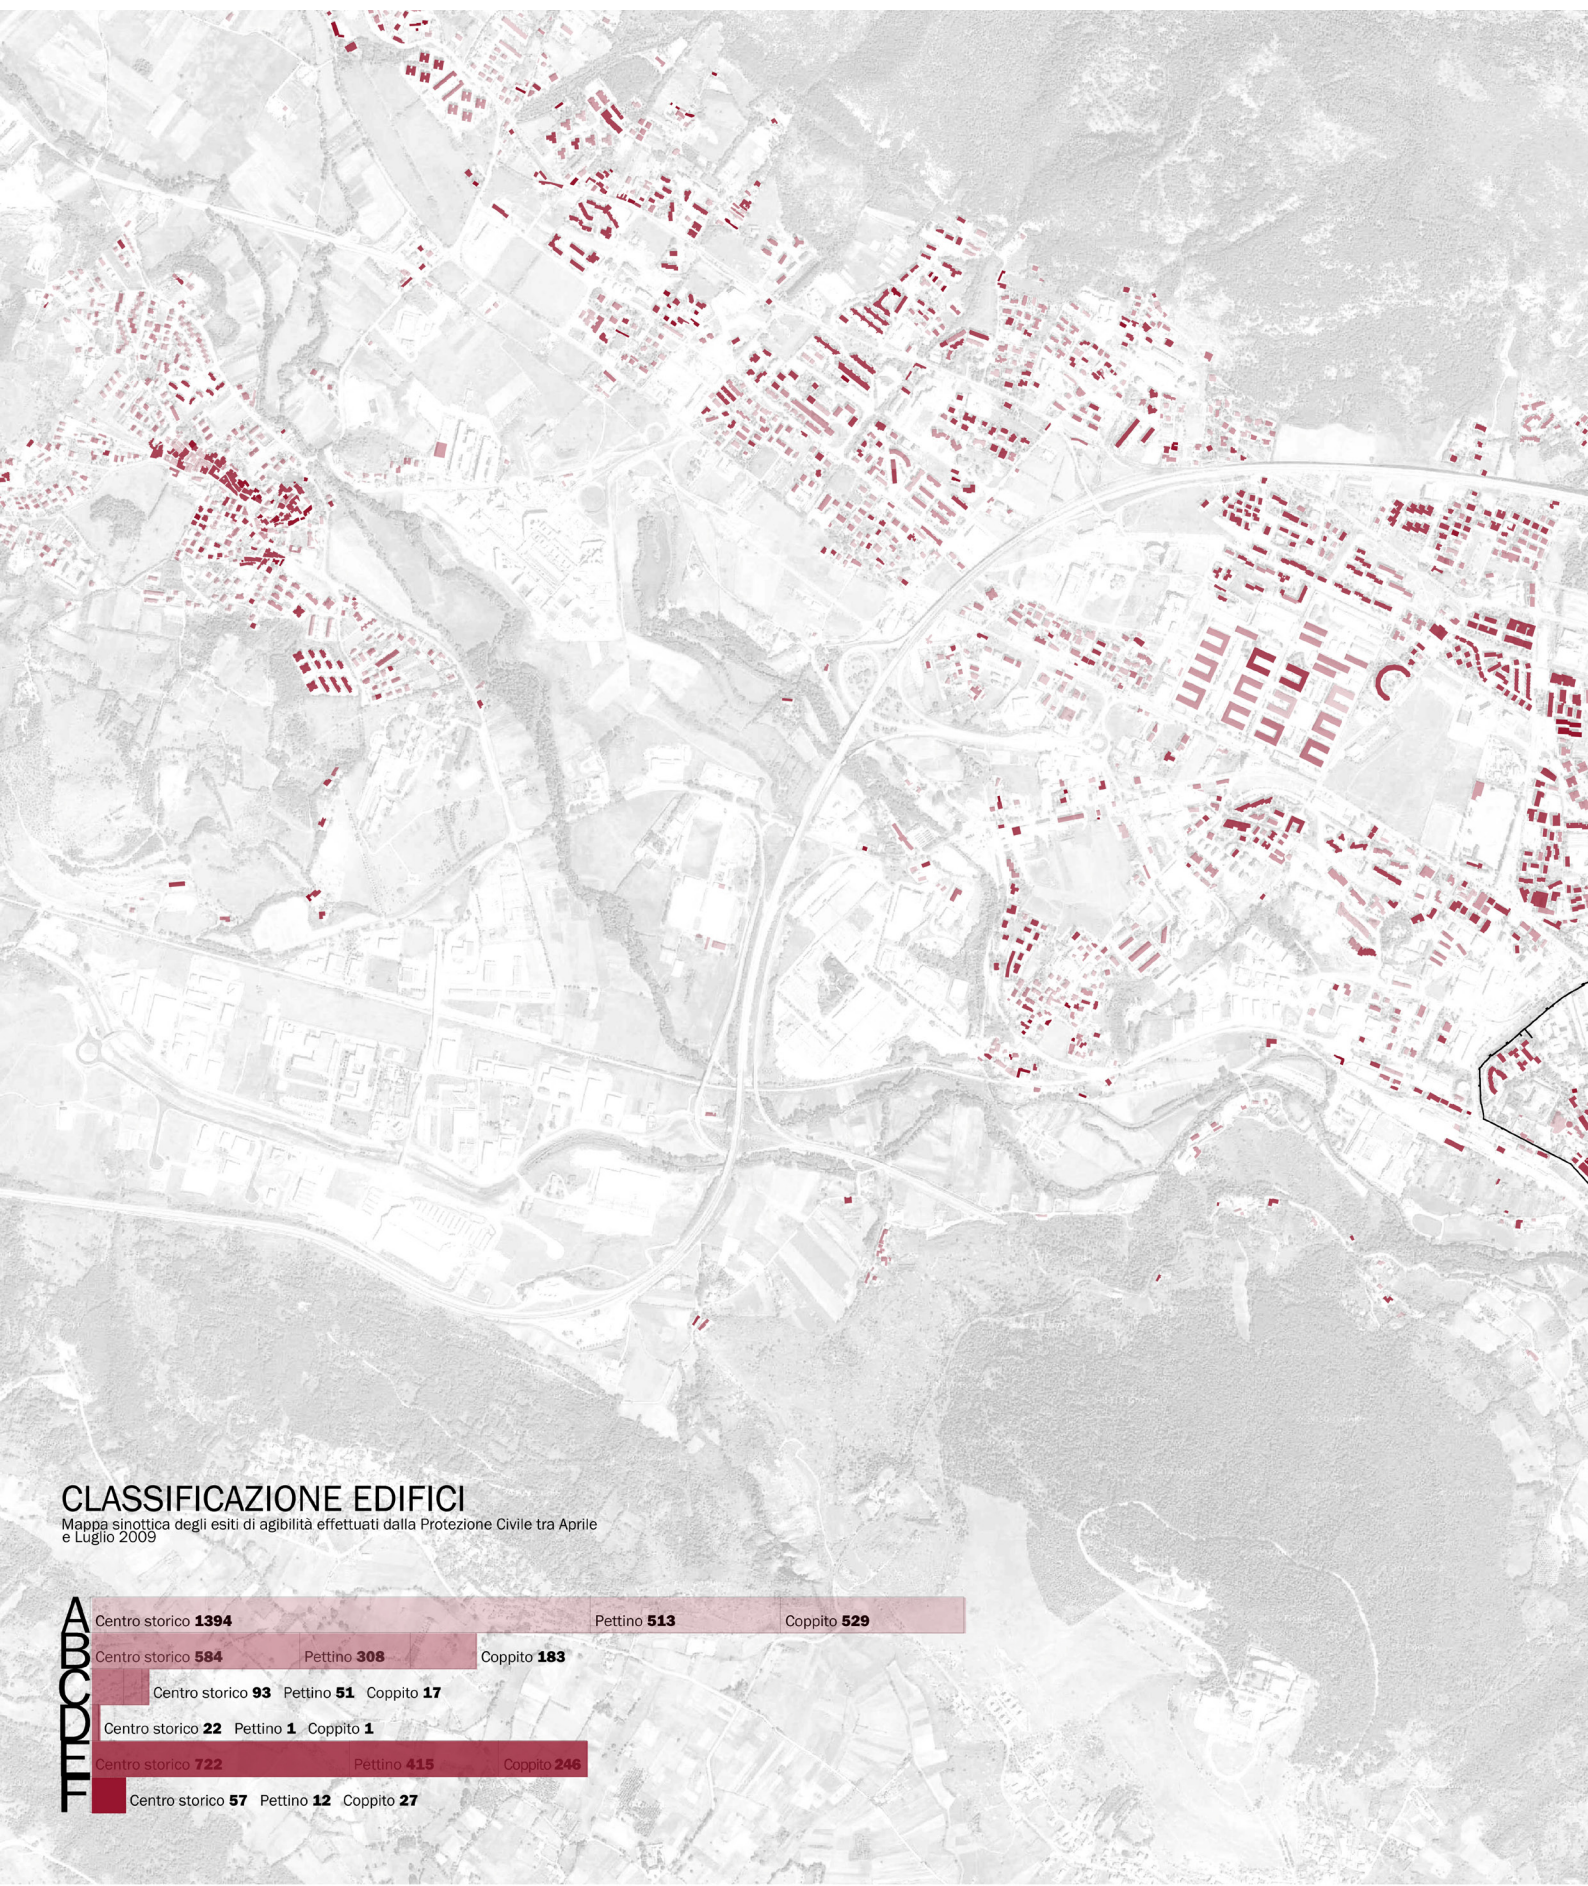 CLASSIFICAZIONE EDIFICI
Mappa sinottica degli esiti di agibilità effettuati dalla Protezione Civile tra Aprile
e Luglio 2009
A Centro storico 1394 Pettino 513 Coppito 529
B Centro storico 584 Pettino 308 Coppito 183
C Centro storico 93 Pettino 51 Coppito 17
D Centro storico 22 Pettino 1 Coppito 1
E Centro storico 722 Pettino 415 Coppito 246
F Centro storico 57 Pettino 12 Coppito 27